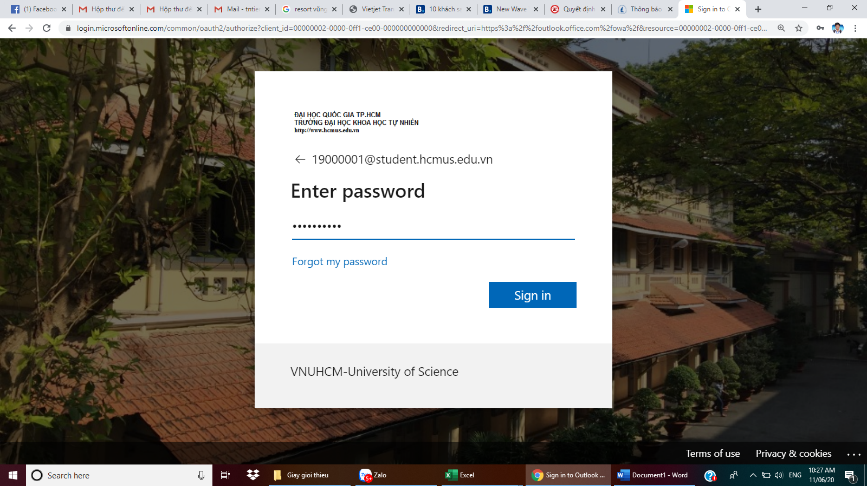 (1) Faceboo
Hộp thư đế
Hộp thư đế
Mail - trtie
resort vũng
Vietjet Trav
10 khách sạ
New Wave
Quyết định
Thông báo
Sign in to O
login.microsoftonline.com/common/oauth2/authorize?client_id=00000002-0000-0ff1-ce00-000000000000&redirect_uri=https%3a%2f%2foutlook.office.com%2fowa%2f&resource=00000002-0000-0ff1-ce0...
ĐẠI HỌC QUỐC GIA TP.HCM
TRƯỜNG ĐẠI HỌC KHOA HỌC TỰ NHIÊN
http://www.hcmus.edu.vn
19000001@student.hcmus.edu.vn
Enter password
Forgot my password
Sign in
VNUHCM-University of Science
Terms of use Privacy & cookies ...
Search here
Giay gioi thieu
Zalo
Excel
Sign in to Outlook ...
Document1 - Word
ENG
10:27 AM
11/06/20